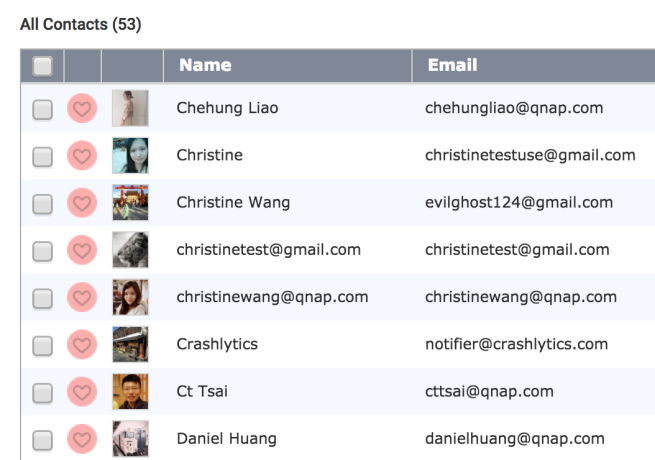 All Contacts (53)
Name Email
Chehung Liao chehungliao@qnap.com
Christine christinetestuse@gmail.com
Christine Wang evilghost124@gmail.com
christinetest@gmail.com christinetest@gmail.com
christinewang@qnap.com christinewang@qnap.com
Crashlytics notifier@crashlytics.com
Ct Tsai cttsai@qnap.com
Daniel Huang danielhuang@qnap.com